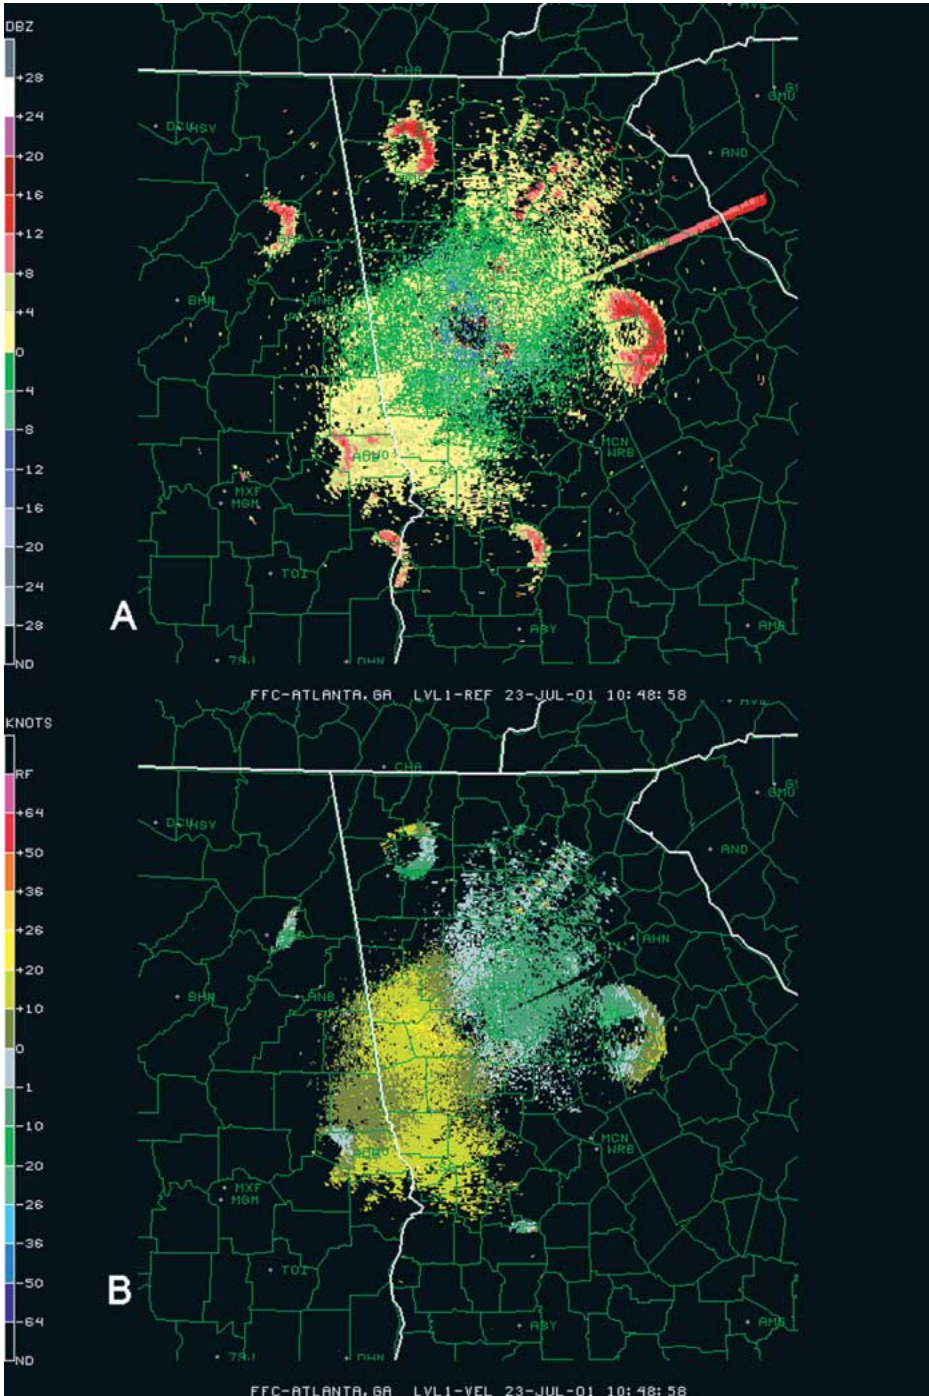 DBZ
+28
+24
+20
+16
+12
+8
+4
0
-4
-8
-12
-16
-20
-24
-28
ND
CHA
HSV
GMU
AND
BHM
ANB
MCN
WRB
MXF
MGM
TOI
ABY
AMG
DHN
A
FFC-ATLANTA,GA LVL1-REF 23-JUL-01 10:48:58
KNOTS
RF
+64
+50
+36
+26
+20
+10
0
-1
-10
-20
-26
-36
-50
-64
ND
CHA
HSV
GMU
AND
AHN
BHM
ANB
MCN
WRB
MXF
MGM
TOI
ABY
AMG
DHN
B
FFC-ATLANTA,GA LVL1-VEL 23-JUL-01 10:48:58